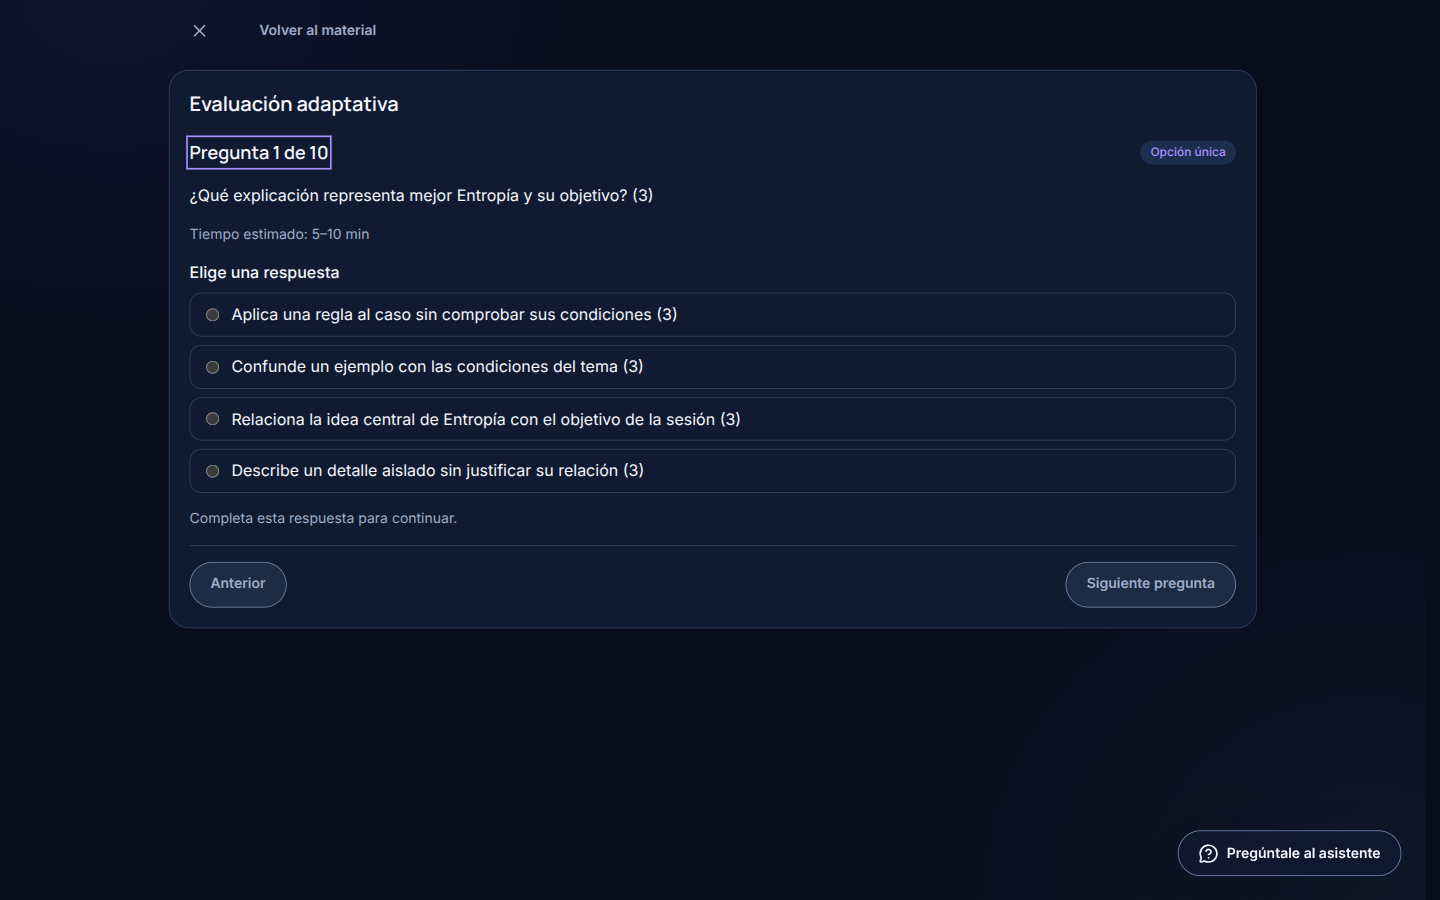 Volver al material
Evaluación adaptativa
Pregunta 1 de 10
Opción única
¿Qué explicación representa mejor Entropía y su objetivo? (3)
Tiempo estimado: 5–10 min
Elige una respuesta
Aplica una regla al caso sin comprobar sus condiciones (3)
Confunde un ejemplo con las condiciones del tema (3)
Relaciona la idea central de Entropía con el objetivo de la sesión (3)
Describe un detalle aislado sin justificar su relación (3)
Completa esta respuesta para continuar.
Anterior
Siguiente pregunta
Pregúntale al asistente